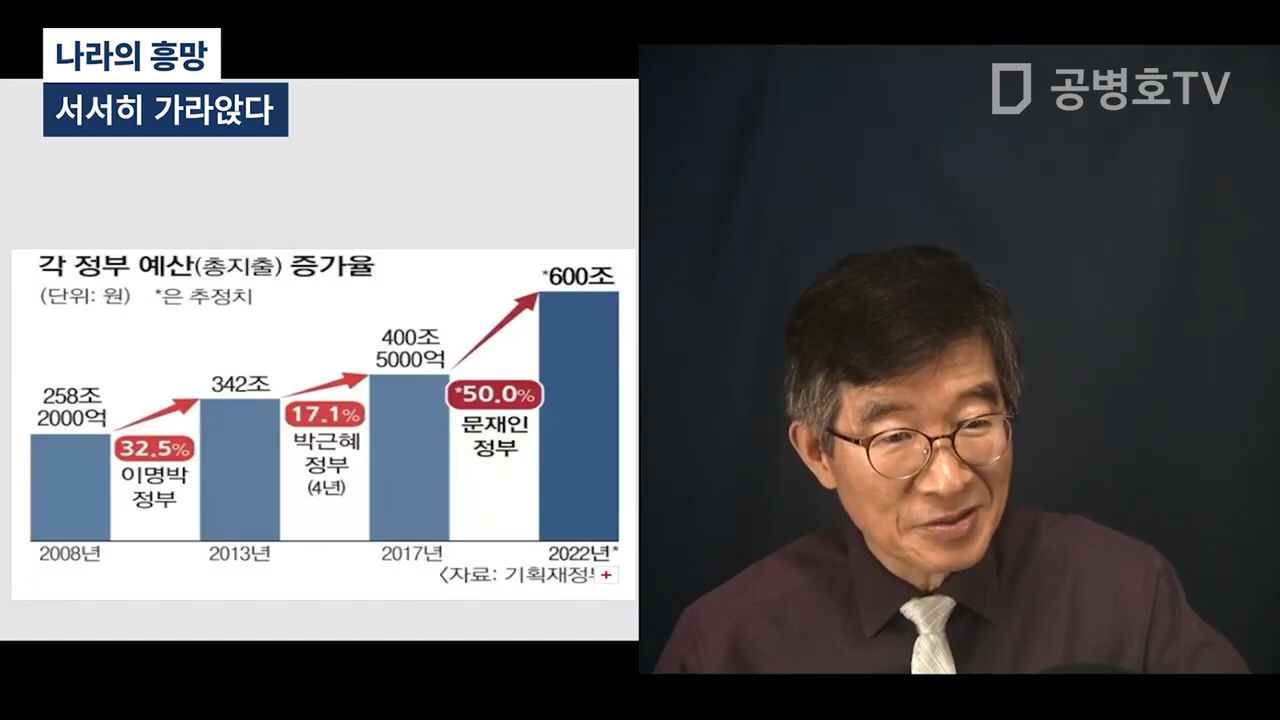 나라의 흥망
서서히 가라앉다
공병호TV
각 정부 예산(총지출) 증가율
(단위: 원) *은 추정치
258조
2000억
32.5%
이명박
정부
342조
17.1%
박근혜
정부
(4년)
400조
5000억
*50.0%
문재인
정부
*600조
2008년
2013년
2017년
2022년*
〈자료: 기획재정